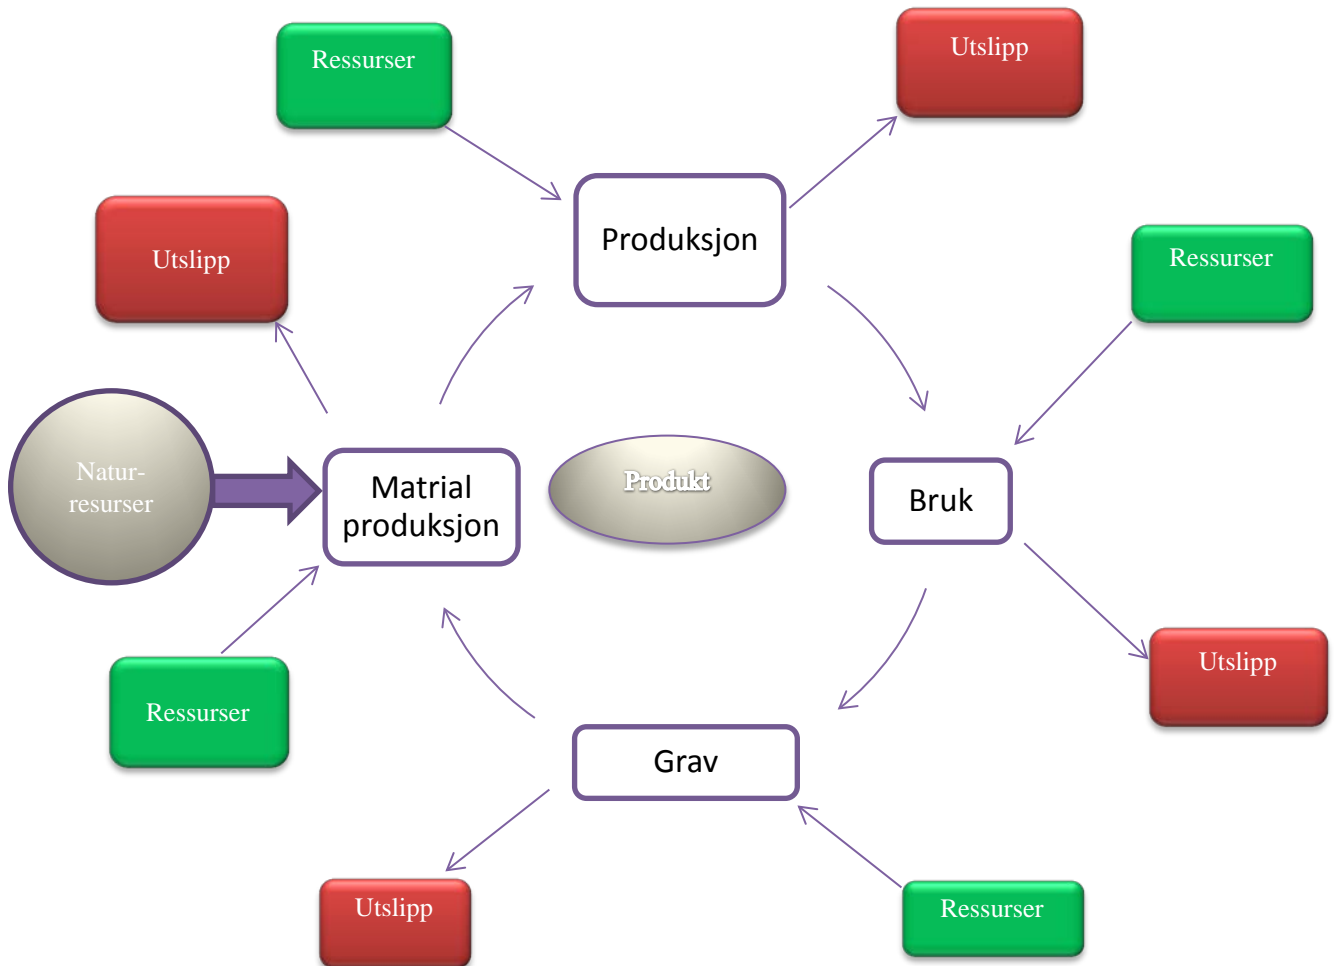 Ressurser
Utslipp
Produksjon
Utslipp
Ressurser
Natur-
resurser
Matrial
produksjon
Produkt
Bruk
Ressurser
Utslipp
Grav
Utslipp
Ressurser